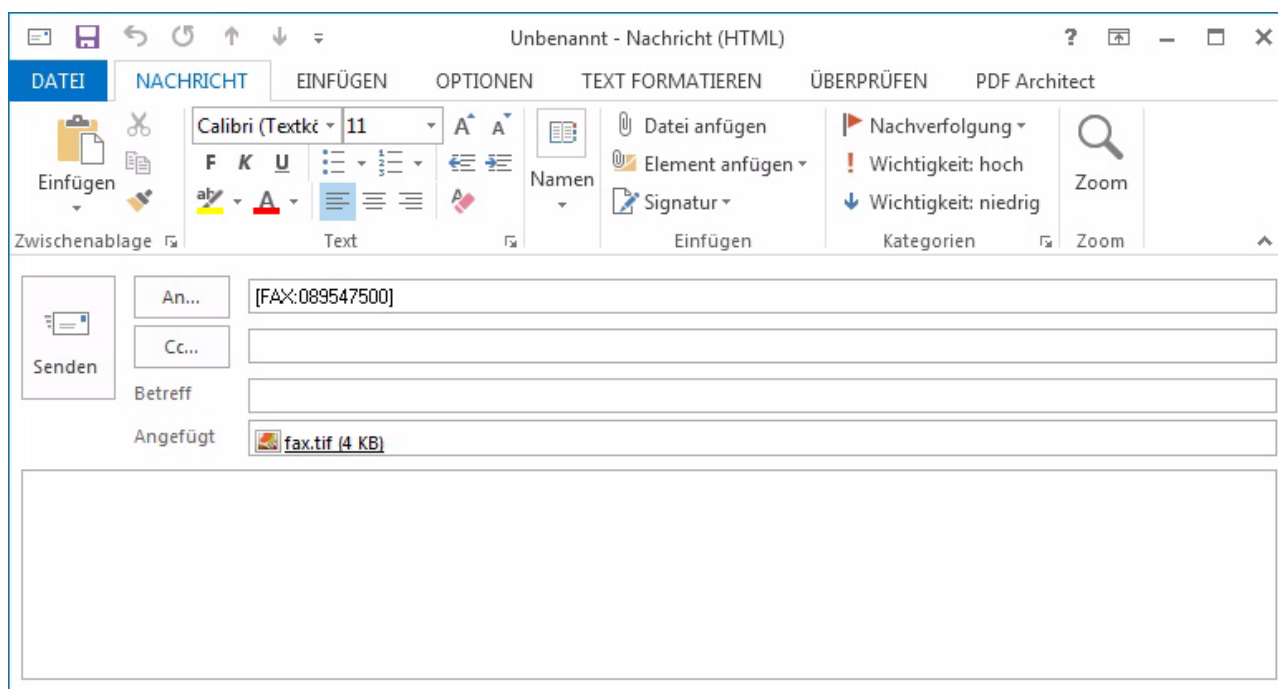 Unbenannt - Nachricht (HTML) ?
DATEI NACHRICHT EINFÜGEN OPTIONEN TEXT FORMATIEREN ÜBERPRÜFEN PDF Architect
Calibri (Textkö 11 A A Datei anfügen Nachverfolgung
F K U Element anfügen ! Wichtigkeit: hoch
Einfügen Namen Zoom
ab A Signatur Wichtigkeit: niedrig
Zwischenablage Text Einfügen Kategorien Zoom
An... [FAX:089547500]
Cc...
Senden
Betreff
Angefügt fax.tif (4 KB)